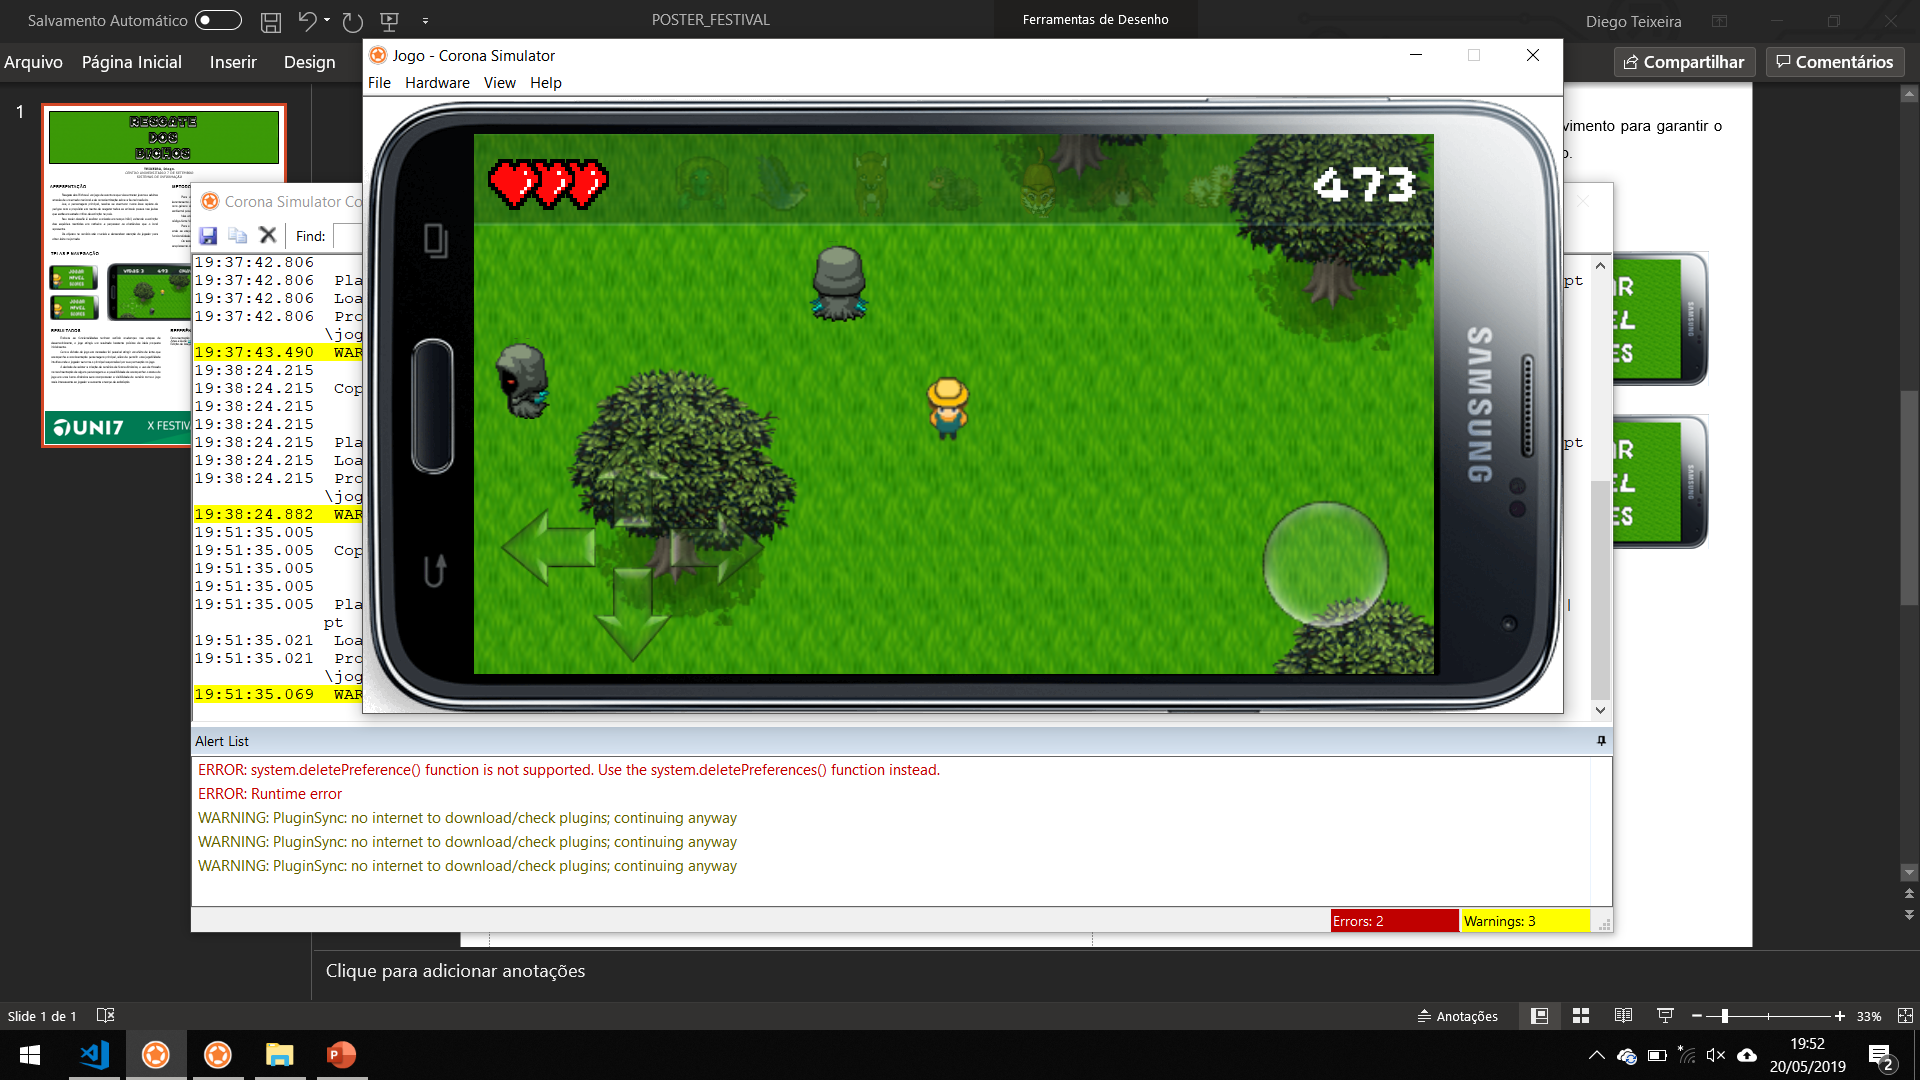 Salvamento Automático
POSTER_FESTIVAL
Ferramentas de Desenho
Diego Teixeira
Arquivo
Página Inicial
Inserir
Design
Compartilhar
Comentários
Jogo - Corona Simulator
File
Hardware
View
Help
473
SAMSUNG
1
RESGATE
DOS
BICHOS
UNI7
X FESTIV
vimento para garantir o
Corona Simulator Co
Find:
19:37:42.806
19:37:42.806 Pla
19:37:42.806 Loa
19:37:42.806 Pro
\jog
19:37:43.490 WAR
19:38:24.215
19:38:24.215 Cop
19:38:24.215
19:38:24.215
19:38:24.215 Pla
19:38:24.215 Loa
19:38:24.215 Pro
\jog
19:38:24.882 WAR
19:51:35.005
19:51:35.005 Cop
19:51:35.005
19:51:35.005
19:51:35.005 Pla
pt
19:51:35.021 Loa
19:51:35.021 Pro
\jog
19:51:35.069 WAR
pt
pt
Alert List
ERROR: system.deletePreference() function is not supported. Use the system.deletePreferences() function instead.
ERROR: Runtime error
WARNING: PluginSync: no internet to download/check plugins; continuing anyway
WARNING: PluginSync: no internet to download/check plugins; continuing anyway
WARNING: PluginSync: no internet to download/check plugins; continuing anyway
Errors: 2
Warnings: 3
Clique para adicionar anotações
Slide 1 de 1
Anotações
33%
19:52
20/05/2019
2